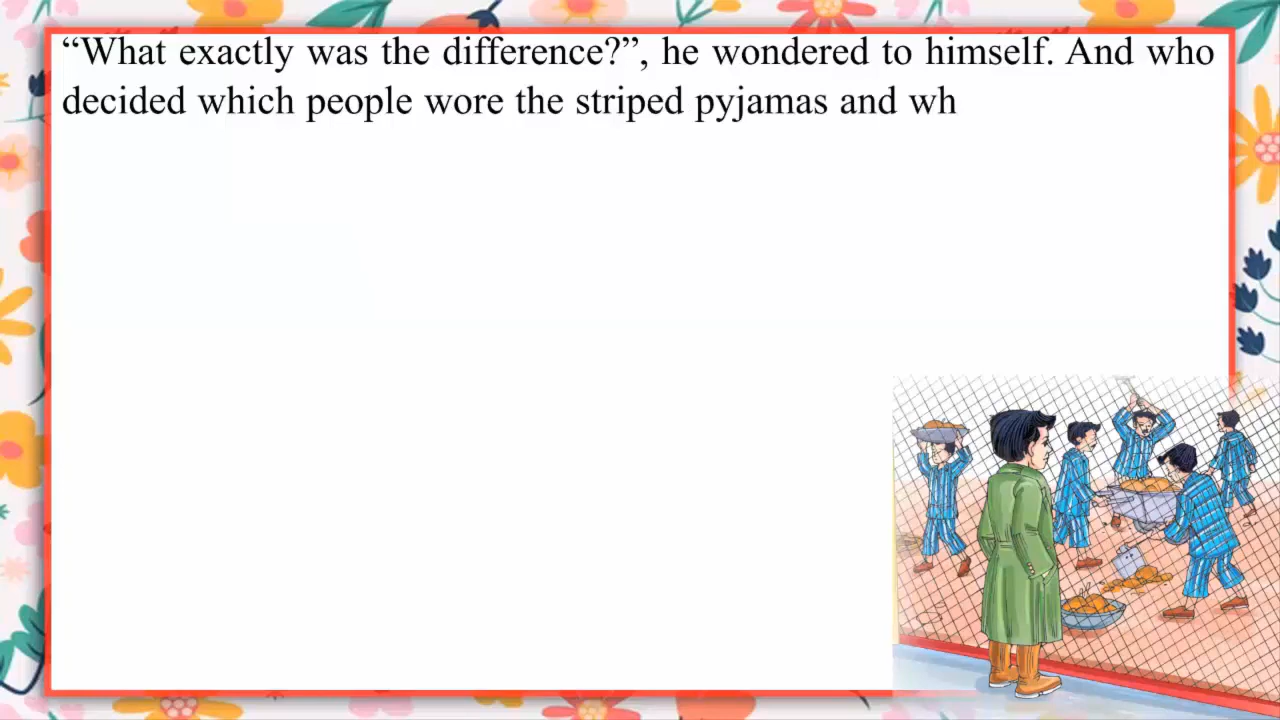 “What exactly was the difference?”, he wondered to himself. And who
decided which people wore the striped pyjamas and wh